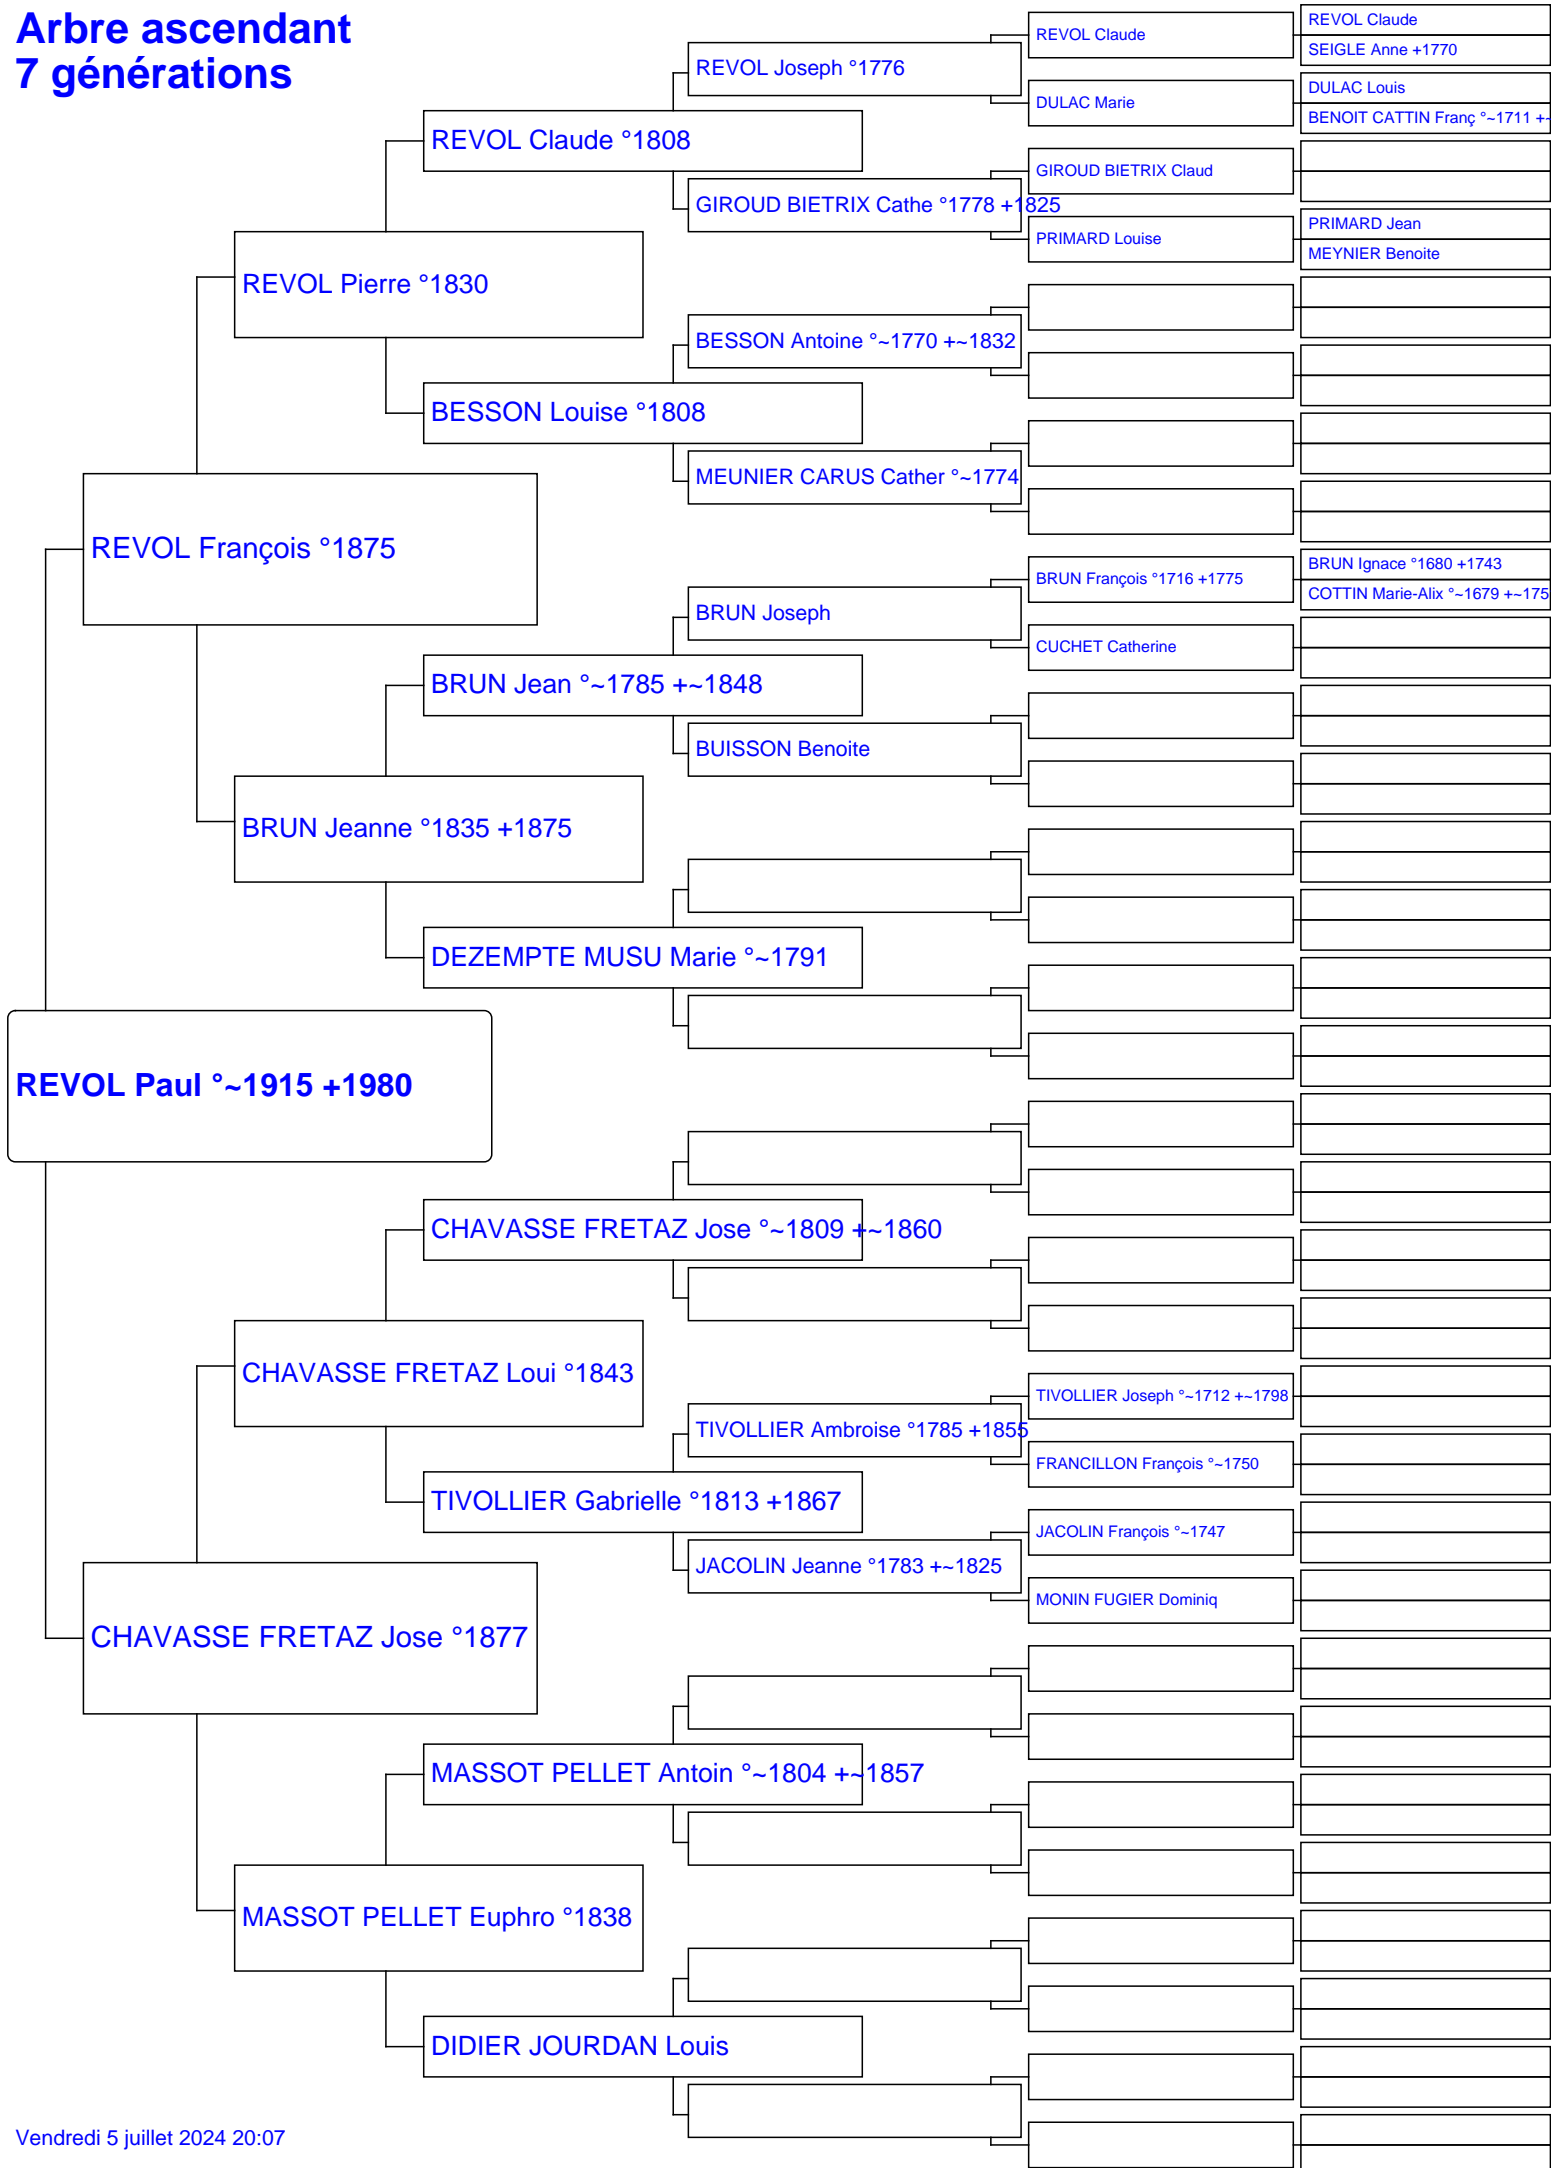 Arbre ascendant
7 générations
REVOL Claude
SEIGLE Anne +1770
REVOL Claude
REVOL Joseph °1776
DULAC Louis
DULAC Marie
BENOIT CATTIN Franç °~1711 +~
REVOL Claude °1808
GIROUD BIETRIX Claud
GIROUD BIETRIX Cathe °1778 +1825
PRIMARD Jean
PRIMARD Louise
MEYNIER Benoite
REVOL Pierre °1830
BESSON Antoine °~1770 +~1832
BESSON Louise °1808
MEUNIER CARUS Cather °~1774
REVOL François °1875
BRUN Ignace °1680 +1743
BRUN François °1716 +1775
COTTIN Marie-Alix °~1679 +~175
BRUN Joseph
CUCHET Catherine
BRUN Jean °~1785 +~1848
BUISSON Benoite
BRUN Jeanne °1835 +1875
DEZEMPTE MUSU Marie °~1791
REVOL Paul °~1915 +1980
CHAVASSE FRETAZ Jose °~1809 +~1860
CHAVASSE FRETAZ Loui °1843
TIVOLLIER Joseph °~1712 +~1798
TIVOLLIER Ambroise °1785 +1855
FRANCILLON François °~1750
TIVOLLIER Gabrielle °1813 +1867
JACOLIN François °~1747
JACOLIN Jeanne °1783 +~1825
MONIN FUGIER Dominiq
CHAVASSE FRETAZ Jose °1877
MASSOT PELLET Antoin °~1804 +~1857
MASSOT PELLET Euphro °1838
DIDIER JOURDAN Louis
Vendredi 5 juillet 2024 20:07